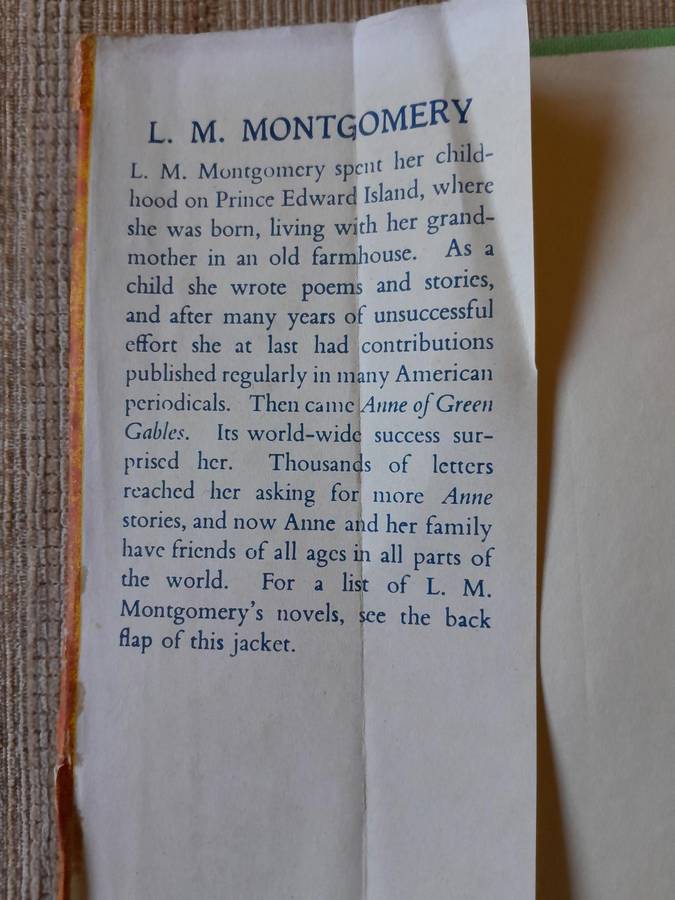 L. M. MONTGOMERY
L. M. Montgomery spent her child-
hood on Prince Edward Island, where
she was born, living with her grand-
mother in an old farmhouse. As a
child she wrote poems and stories,
and after many years of unsuccessful
effort she at last had contributions
published regularly in many American
periodicals. Then came Anne of Green
Gables. Its world-wide success sur-
prised her. Thousands of letters
reached her asking for more Anne
stories, and now Anne and her family
have friends of all ages in all parts of
the world. For a list of L. M.
Montgomery's novels, see the back
flap of this jacket.